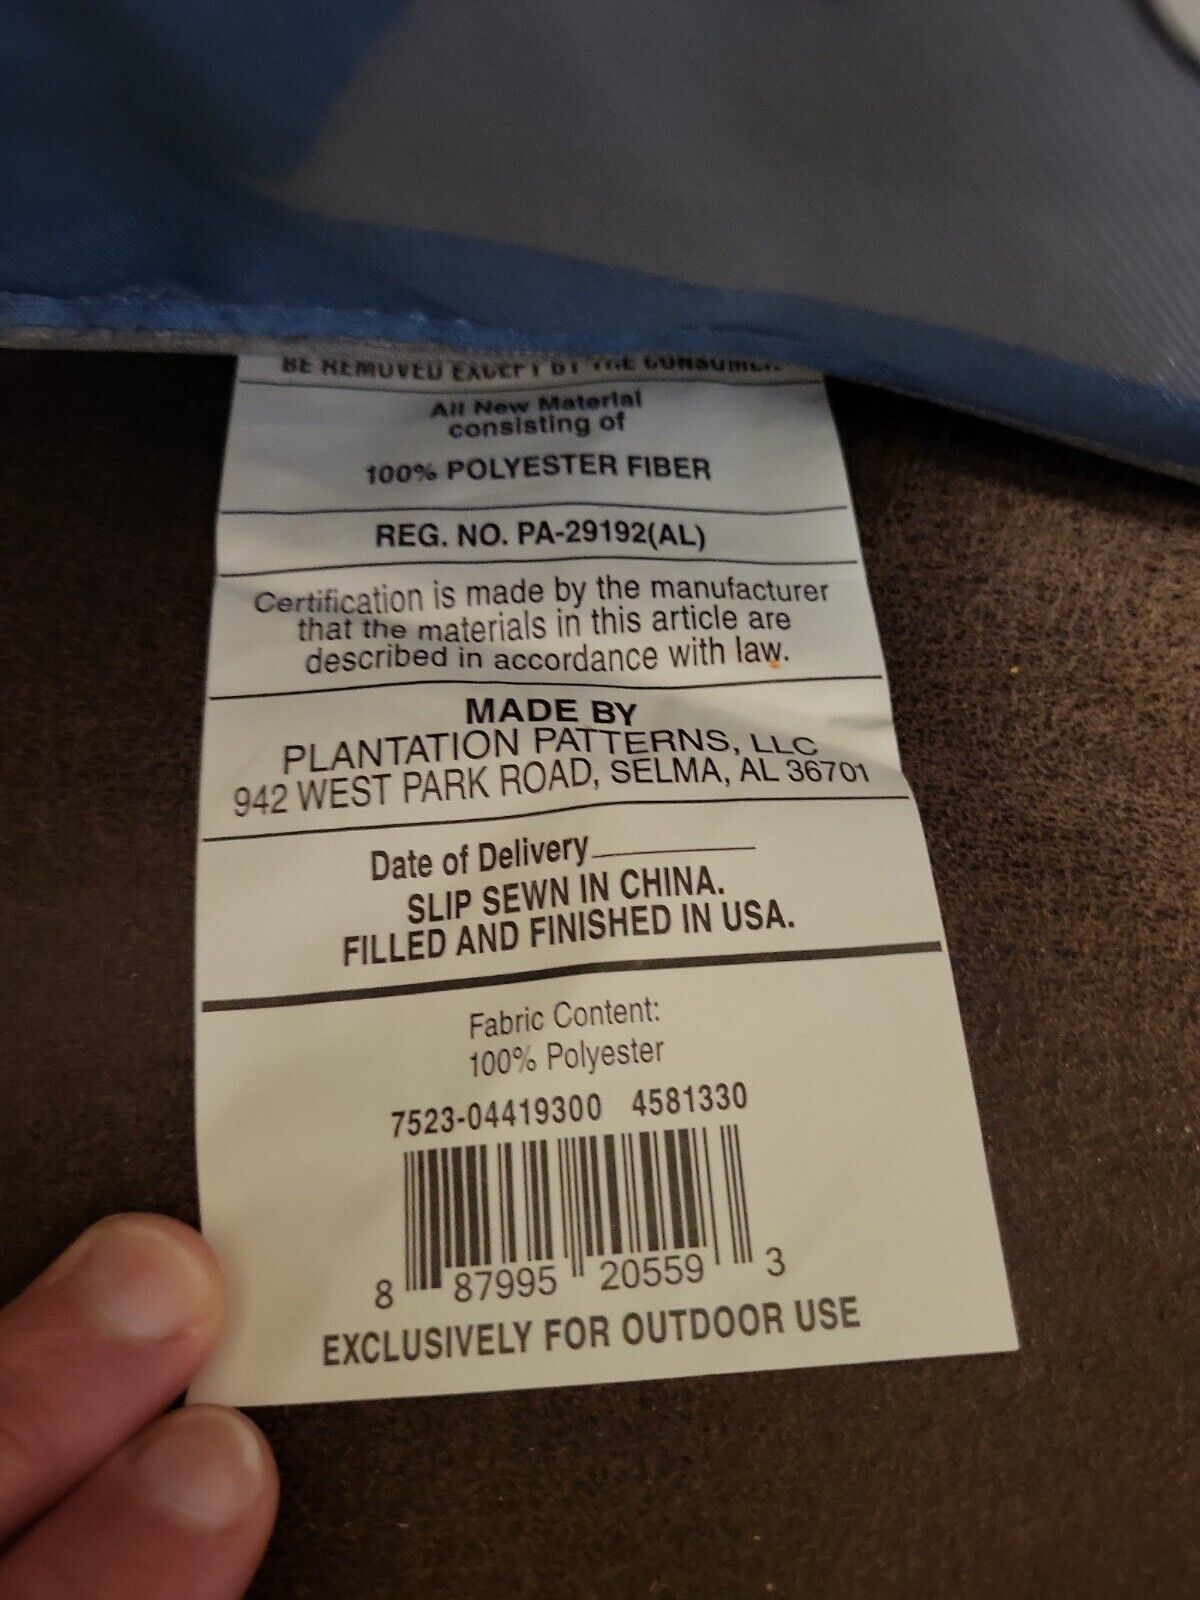 BE REMOVED EXCEPT BY THE CONSUMER.
All New Material
consisting of
100% POLYESTER FIBER
REG. NO. PA-29192(AL)
Certification is made by the manufacturer
that the materials in this article are
described in accordance with law.
MADE BY
PLANTATION PATTERNS, LLC
942 WEST PARK ROAD, SELMA, AL 36701
Date of Delivery
SLIP SEWN IN CHINA.
FILLED AND FINISHED IN USA.
Fabric Content:
100% Polyester
7523-04419300 4581330
8 87995 20559 3
EXCLUSIVELY FOR OUTDOOR USE